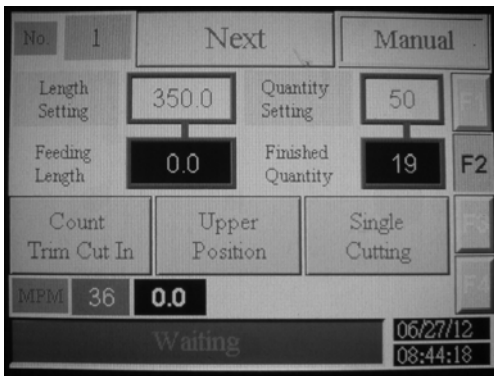 No. 1 Next Manual
Length Setting 350.0 Quantity Setting 50 F1
Feeding Length 0.0 Finished Quantity 19 F2
Count Trim Cut In Upper Position Single Cutting F3
MPM 36 0.0 F4
Waiting 06/27/12
08:44:18